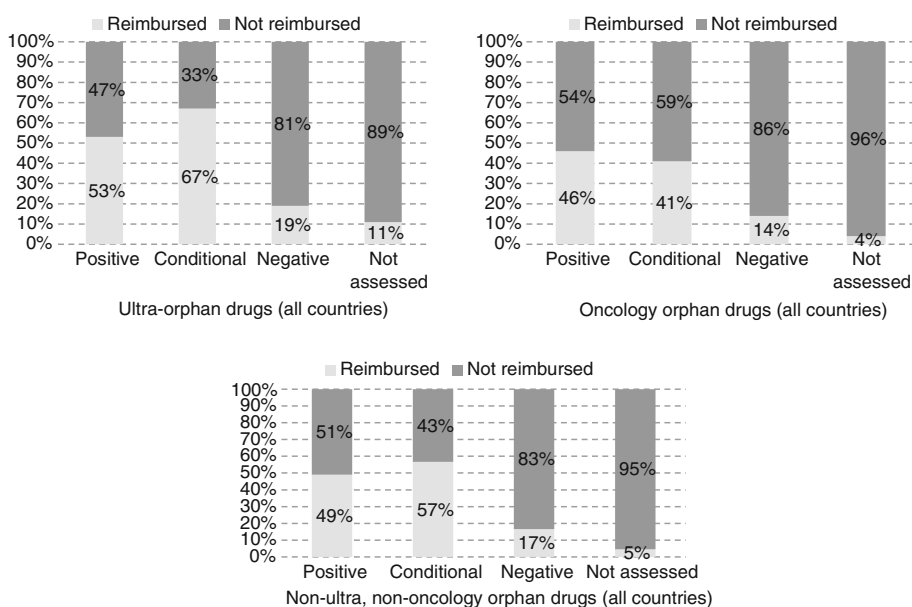 Reimbursed Not reimbursed
100%
90%
80%
70%
60%
50%
40%
30%
20%
10%
0%
47% 33% 81% 89%
53% 67% 19% 11%
Positive Conditional Negative Not assessed
Ultra-orphan drugs (all countries)
Reimbursed Not reimbursed
100%
90%
80%
70%
60%
50%
40%
30%
20%
10%
0%
54% 59% 86% 96%
46% 41% 14% 4%
Positive Conditional Negative Not assessed
Oncology orphan drugs (all countries)
Reimbursed Not reimbursed
100%
90%
80%
70%
60%
50%
40%
30%
20%
10%
0%
51% 43% 83% 95%
49% 57% 17% 5%
Positive Conditional Negative Not assessed
Non-ultra, non-oncology orphan drugs (all countries)